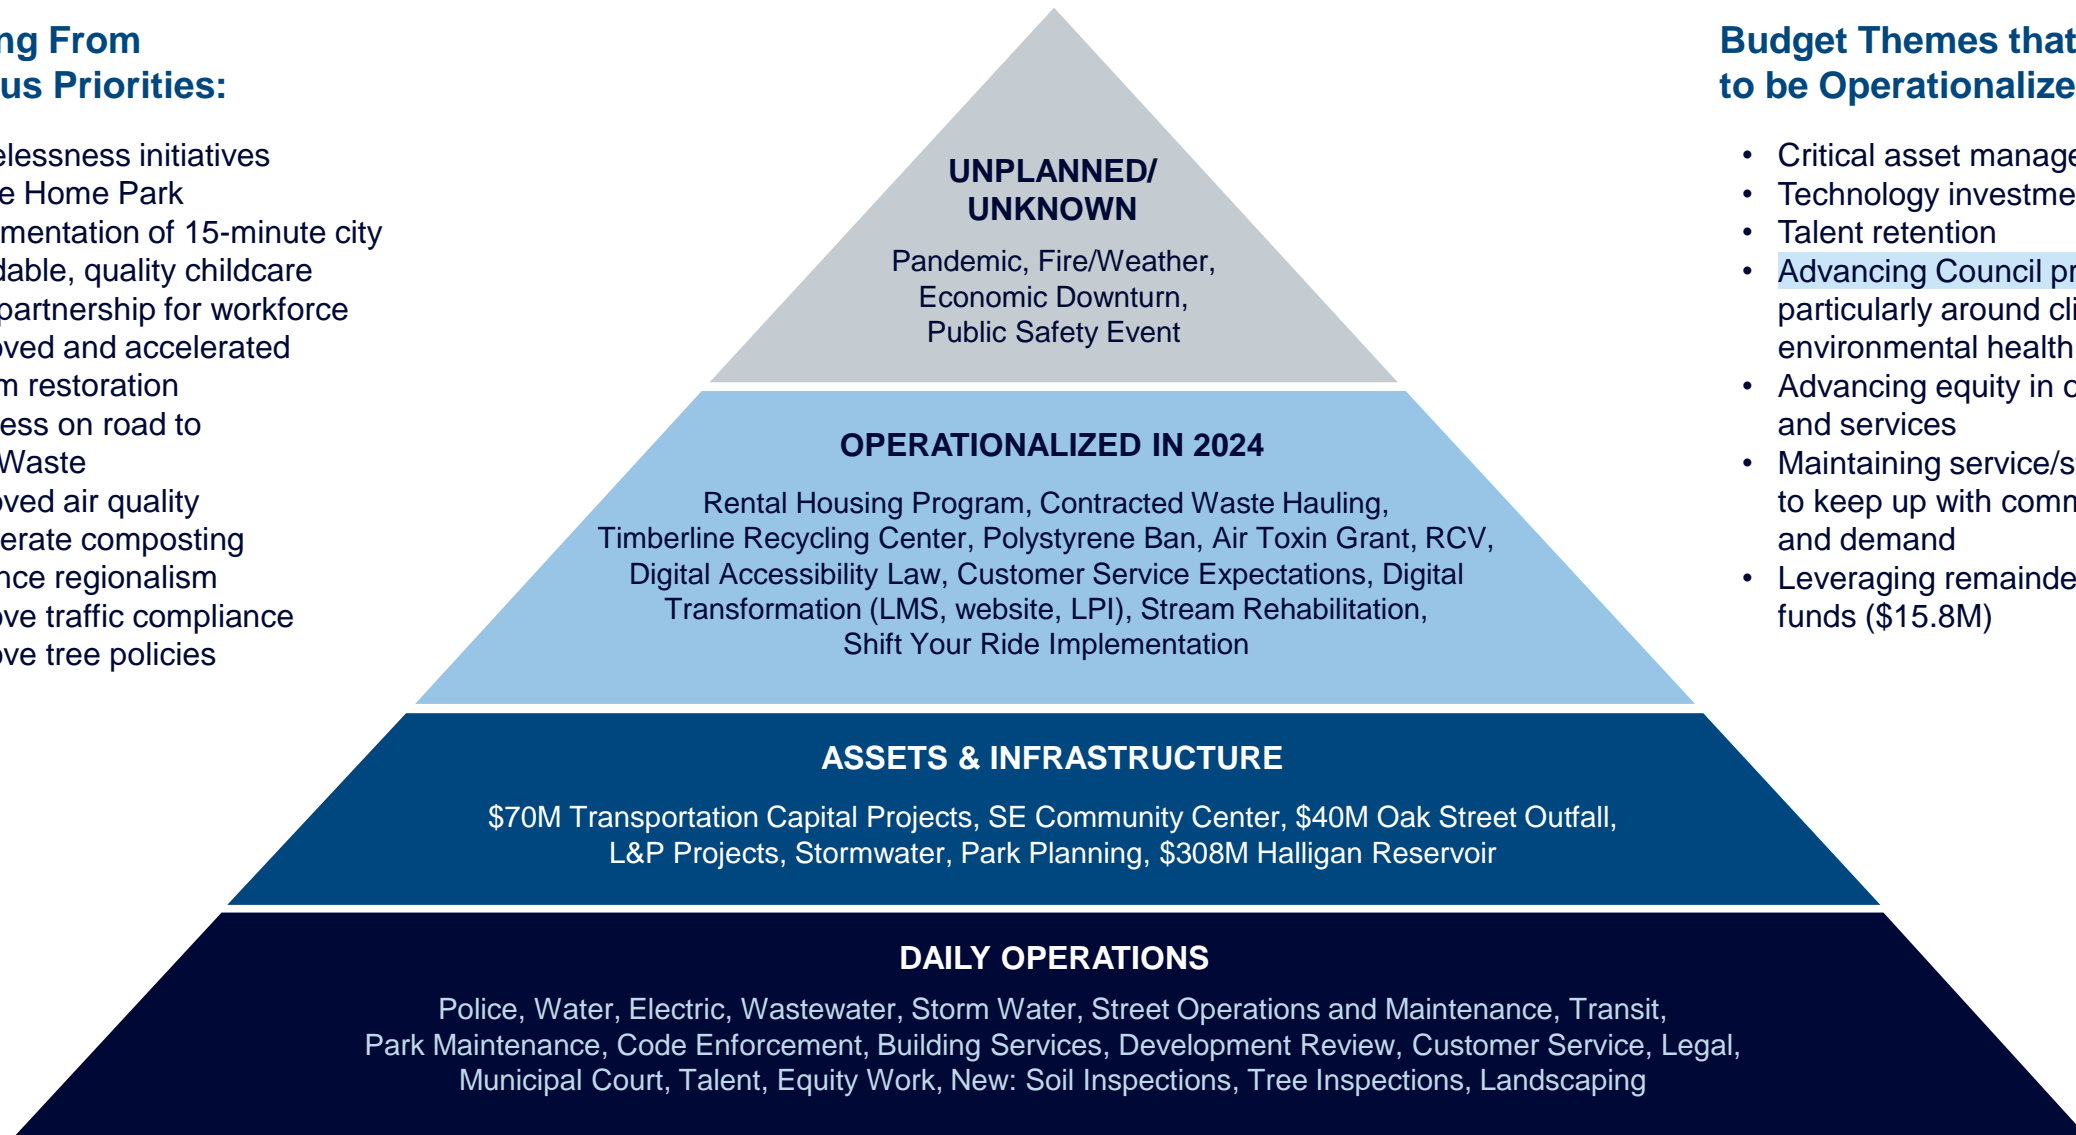 ng From
us Priorities:
elessness initiatives
e Home Park
mentation of 15-minute city
dable, quality childcare
partnership for workforce
oved and accelerated
m restoration
ess on road to
Waste
oved air quality
erate composting
nce regionalism
ove traffic compliance
ove tree policies
UNPLANNED/
UNKNOWN
Pandemic, Fire/Weather,
Economic Downturn,
Public Safety Event
OPERATIONALIZED IN 2024
Rental Housing Program, Contracted Waste Hauling,
Timberline Recycling Center, Polystyrene Ban, Air Toxin Grant, RCV,
Digital Accessibility Law, Customer Service Expectations, Digital
Transformation (LMS, website, LPI), Stream Rehabilitation,
Shift Your Ride Implementation
ASSETS & INFRASTRUCTURE
$70M Transportation Capital Projects, SE Community Center, $40M Oak Street Outfall,
L&P Projects, Stormwater, Park Planning, $308M Halligan Reservoir
DAILY OPERATIONS
Police, Water, Electric, Wastewater, Storm Water, Street Operations and Maintenance, Transit,
Park Maintenance, Code Enforcement, Building Services, Development Review, Customer Service, Legal,
Municipal Court, Talent, Equity Work, New: Soil Inspections, Tree Inspections, Landscaping
Budget Themes that
to be Operationalize
• Critical asset manage
• Technology investme
• Talent retention
• Advancing Council pr
particularly around cli
environmental health
• Advancing equity in
and services
• Maintaining service/s
to keep up with comm
and demand
• Leveraging remainde
funds ($15.8M)